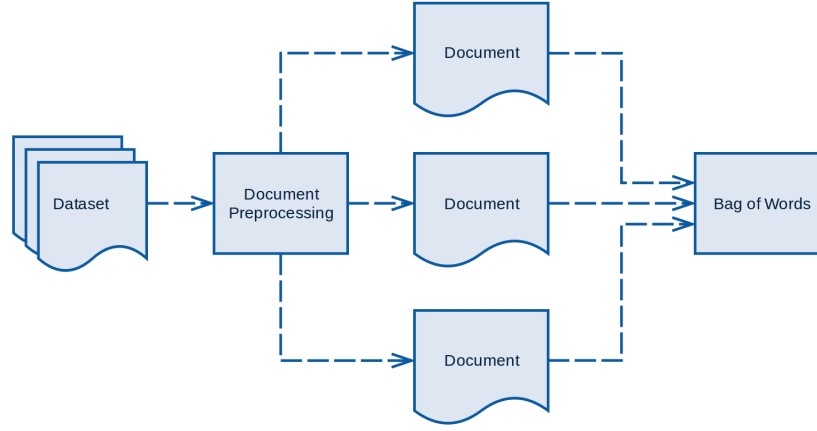 Dataset
Document
Preprocessing
Document
Document
Document
Bag of Words